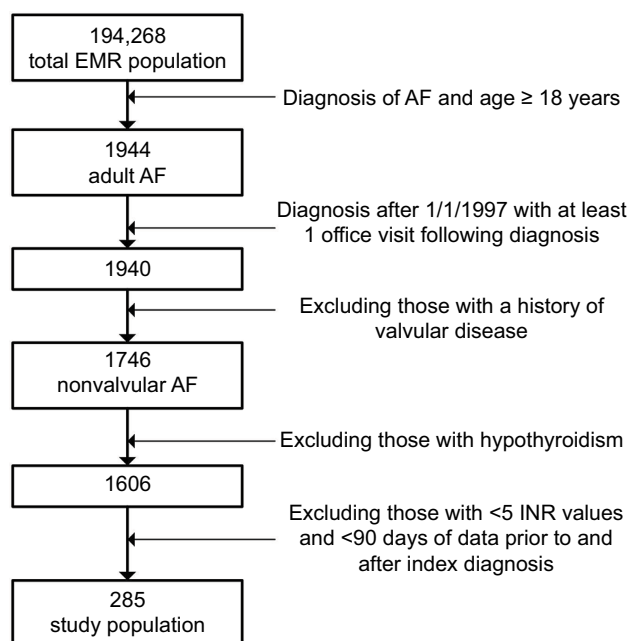 194,268
total EMR population
Diagnosis of AF and age ≥ 18 years
1944
adult AF
Diagnosis after 1/1/1997 with at least
1 office visit following diagnosis
1940
Excluding those with a history of
valvular disease
1746
nonvalvular AF
Excluding those with hypothyroidism
1606
Excluding those with <5 INR values
and <90 days of data prior to and
after index diagnosis
285
study population